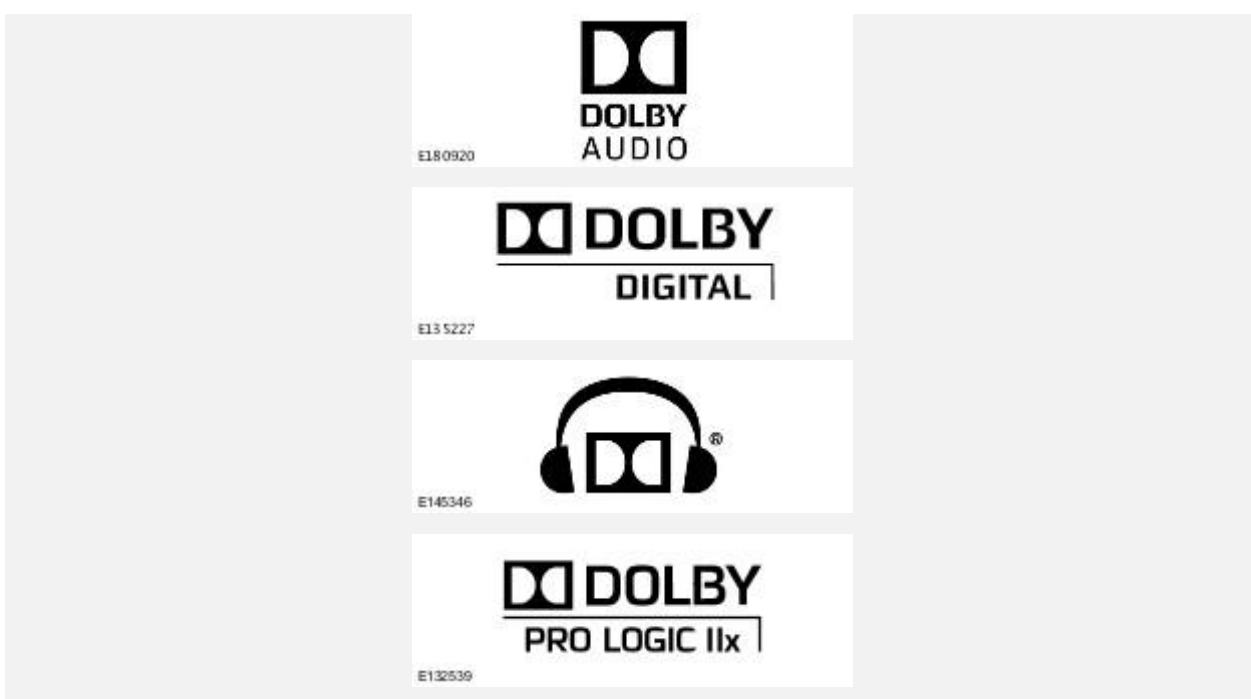 DOLBY
AUDIO
E180920
DOLBY
DIGITAL
E135227
®
E145346
DOLBY
PRO LOGIC IIx
E132539